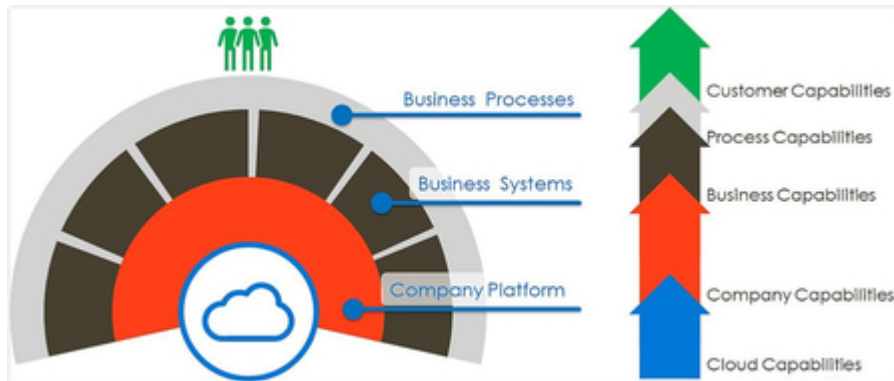 Business Processes
Business Systems
Company Platform
Customer Capabilities
Process Capabilities
Business Capabilities
Company Capabilities
Cloud Capabilities